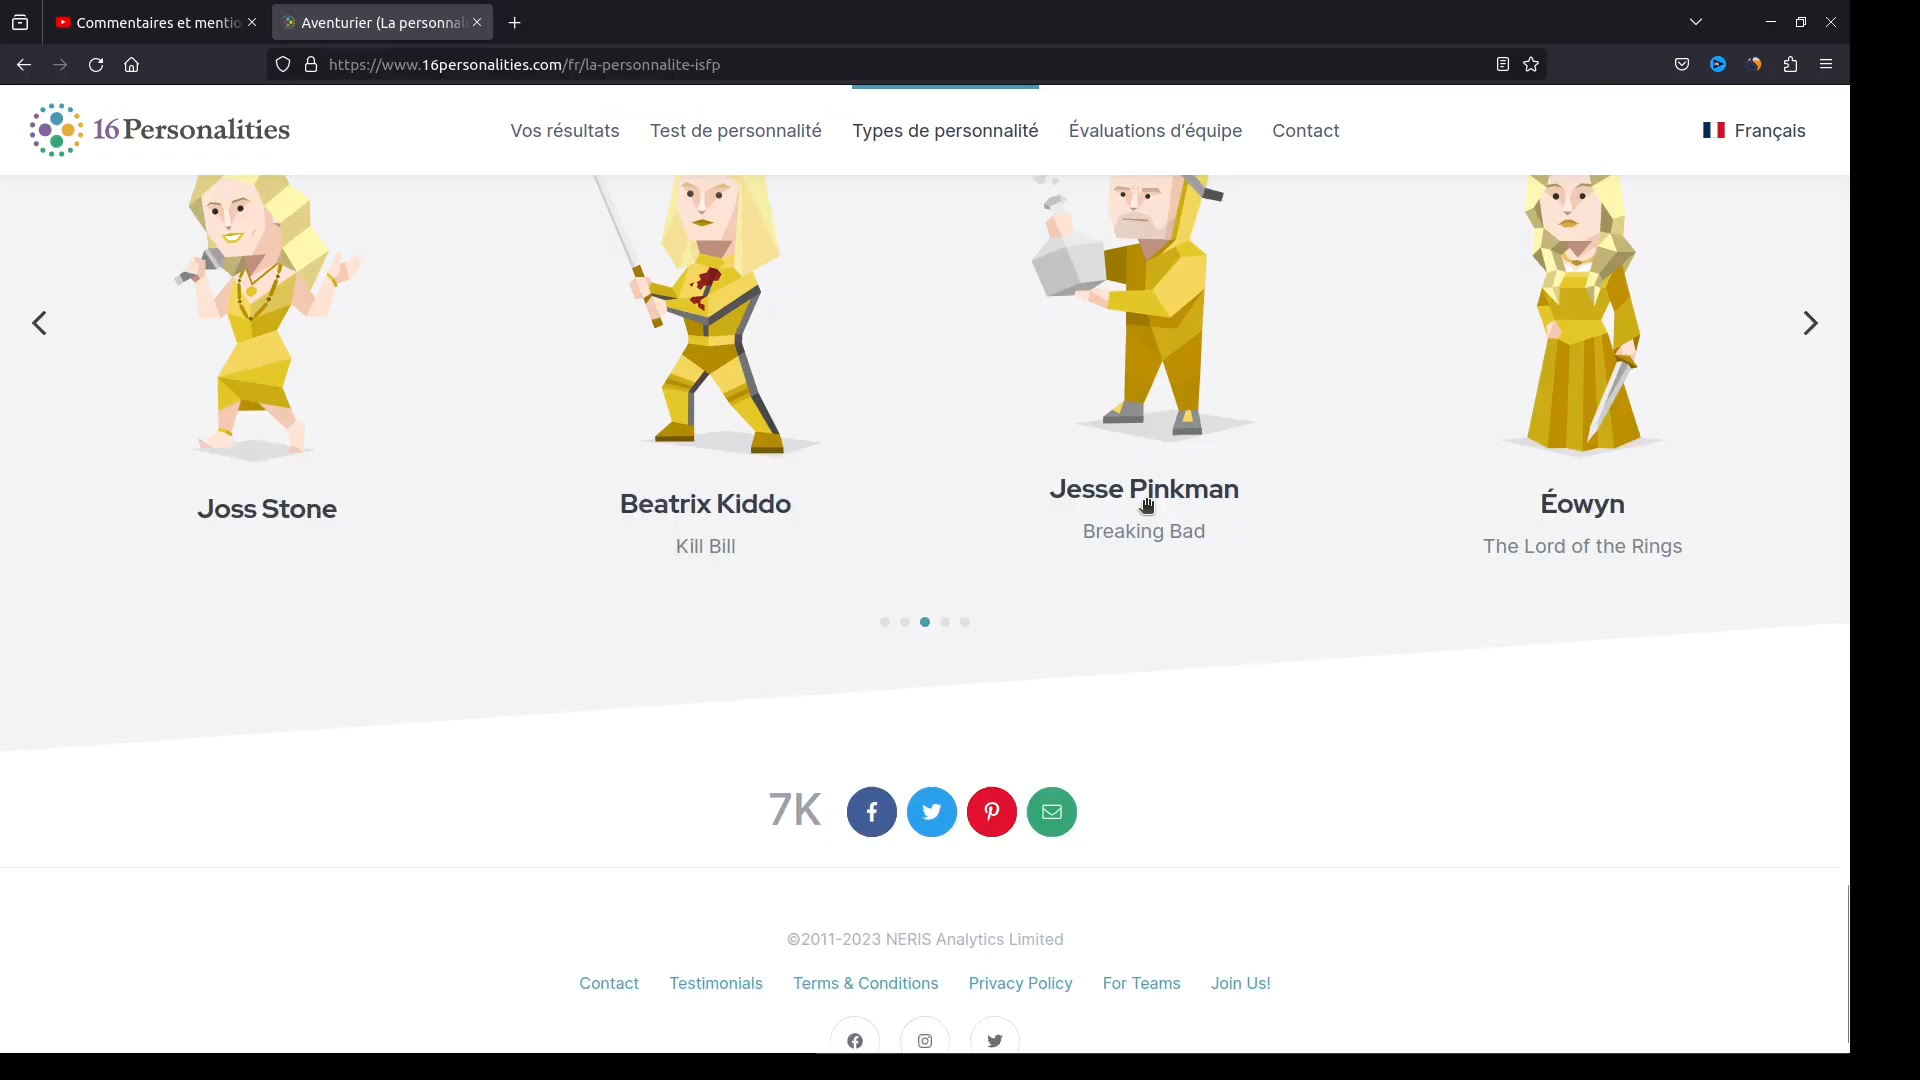 Commentaires et mentio
Aventurier (La personnal
https://www.16personalities.com/fr/la-personnalite-isfp
16Personalities
Vos résultats
Test de personnalité
Types de personnalité
Évaluations d'équipe
Contact
Français
Joss Stone
Beatrix Kiddo
Kill Bill
Jesse Pinkman
Breaking Bad
Éowyn
The Lord of the Rings
7K
©2011-2023 NERIS Analytics Limited
Contact
Testimonials
Terms & Conditions
Privacy Policy
For Teams
Join Us!